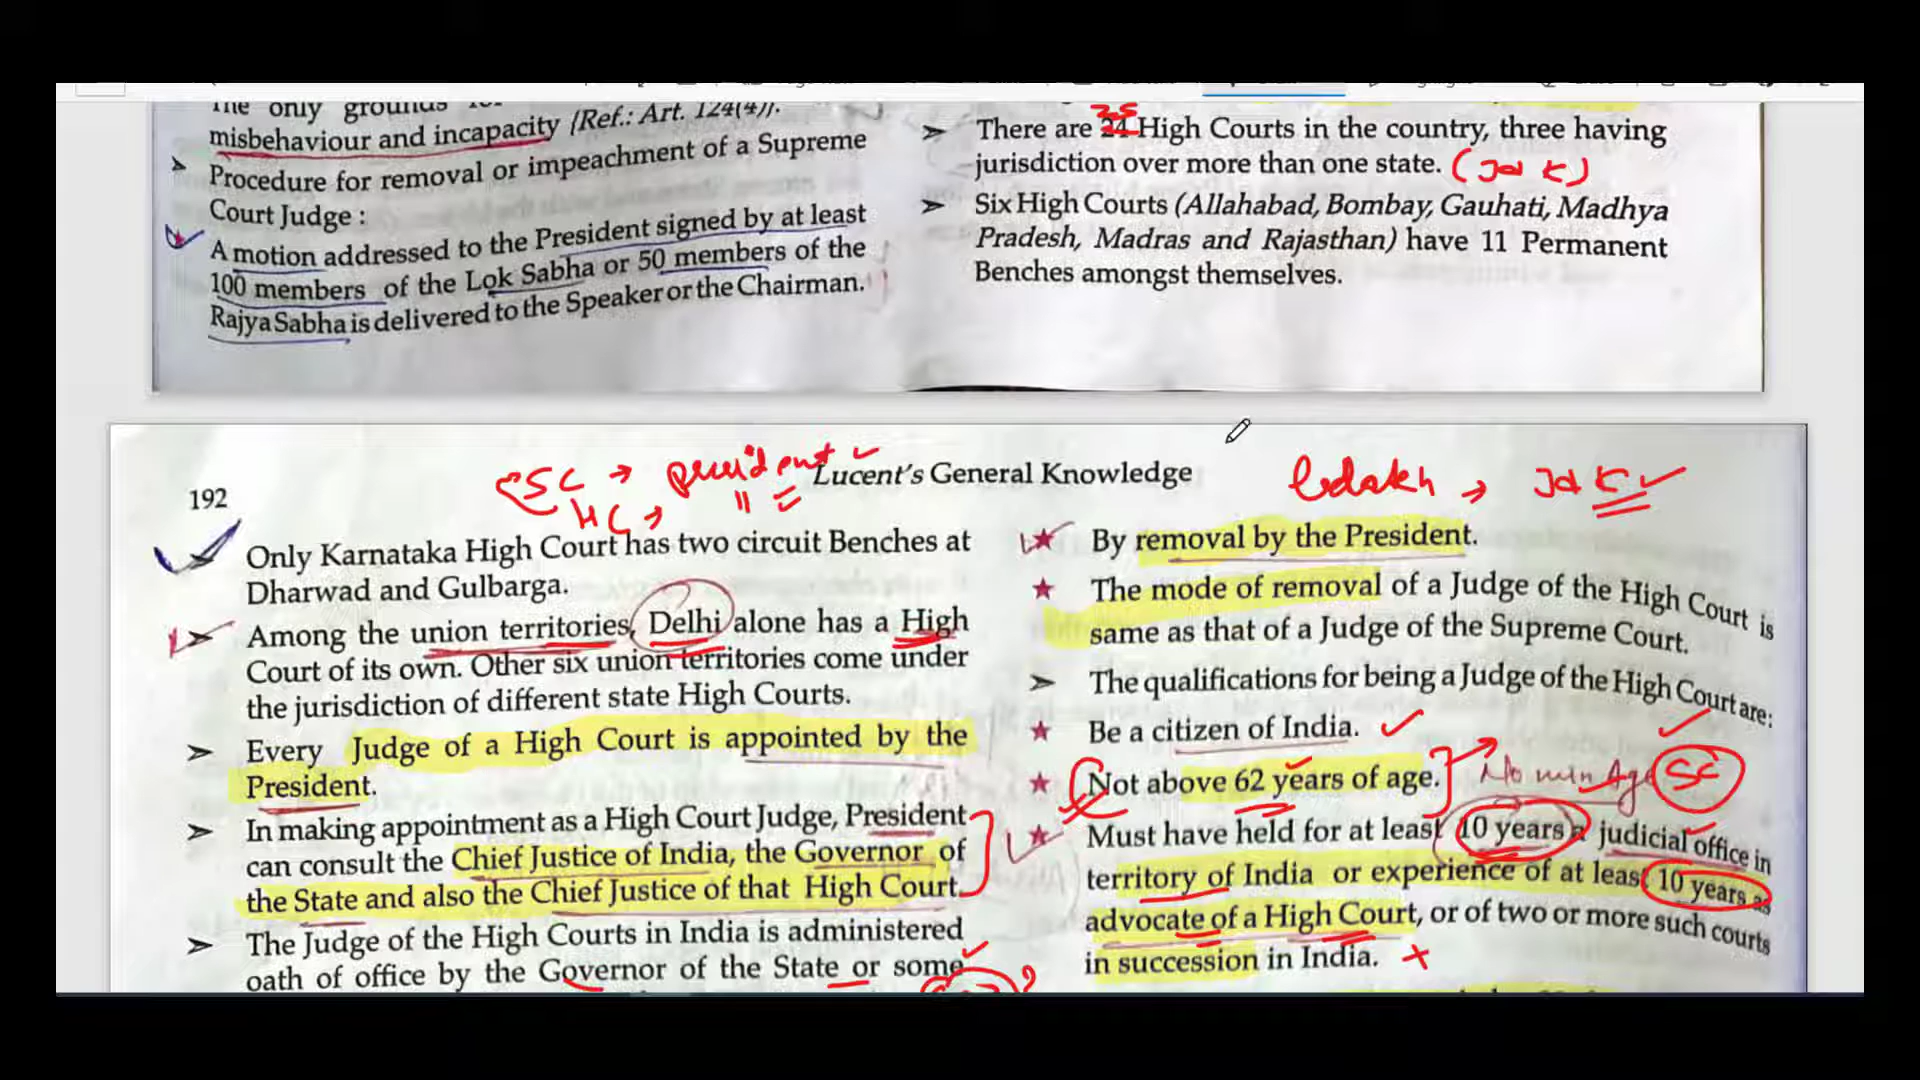 The only grounds for
misbehaviour and incapacity (Ref.: Art. 124(4)).
➤ Procedure for removal or impeachment of a Supreme
Court Judge :
★ A motion addressed to the President signed by at least
100 members of the Lok Sabha or 50 members of the
Rajya Sabha is delivered to the Speaker or the Chairman.
25
➤ There are 24 High Courts in the country, three having
jurisdiction over more than one state. (J&K)
➤ Six High Courts (Allahabad, Bombay, Gauhati, Madhya
Pradesh, Madras and Rajasthan) have 11 Permanent
Benches amongst themselves.
192
SC → president
HC → "
Lucent's General Knowledge
Ladakh → J&K
Only Karnataka High Court has two circuit Benches at
Dharwad and Gulbarga.
➤ Among the union territories, Delhi alone has a High
Court of its own. Other six union territories come under
the jurisdiction of different state High Courts.
➤ Every Judge of a High Court is appointed by the
President.
➤ In making appointment as a High Court Judge, President
can consult the Chief Justice of India, the Governor of
the State and also the Chief Justice of that High Court.
➤ The Judge of the High Courts in India is administered
oath of office by the Governor of the State or some
★ By removal by the President.
★ The mode of removal of a Judge of the High Court is
same as that of a Judge of the Supreme Court.
➤ The qualifications for being a Judge of the High Court are:
★ Be a citizen of India.
★ Not above 62 years of age. No min Age SC
★ Must have held for at least 10 years a judicial office in
territory of India or experience of at least 10 years as
advocate of a High Court, or of two or more such courts
in succession in India.